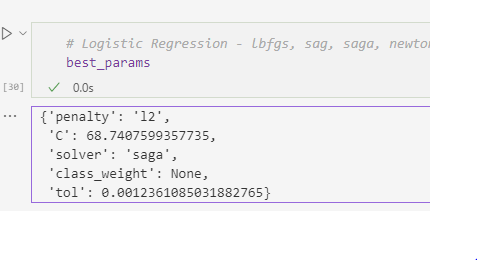 # Logistic Regression - lbfgs, sag, saga, newton
best_params
[30]
0.0s
{'penalty': 'l2',
'C': 68.7407599357735,
'solver': 'saga',
'class_weight': None,
'tol': 0.0012361085031882765}